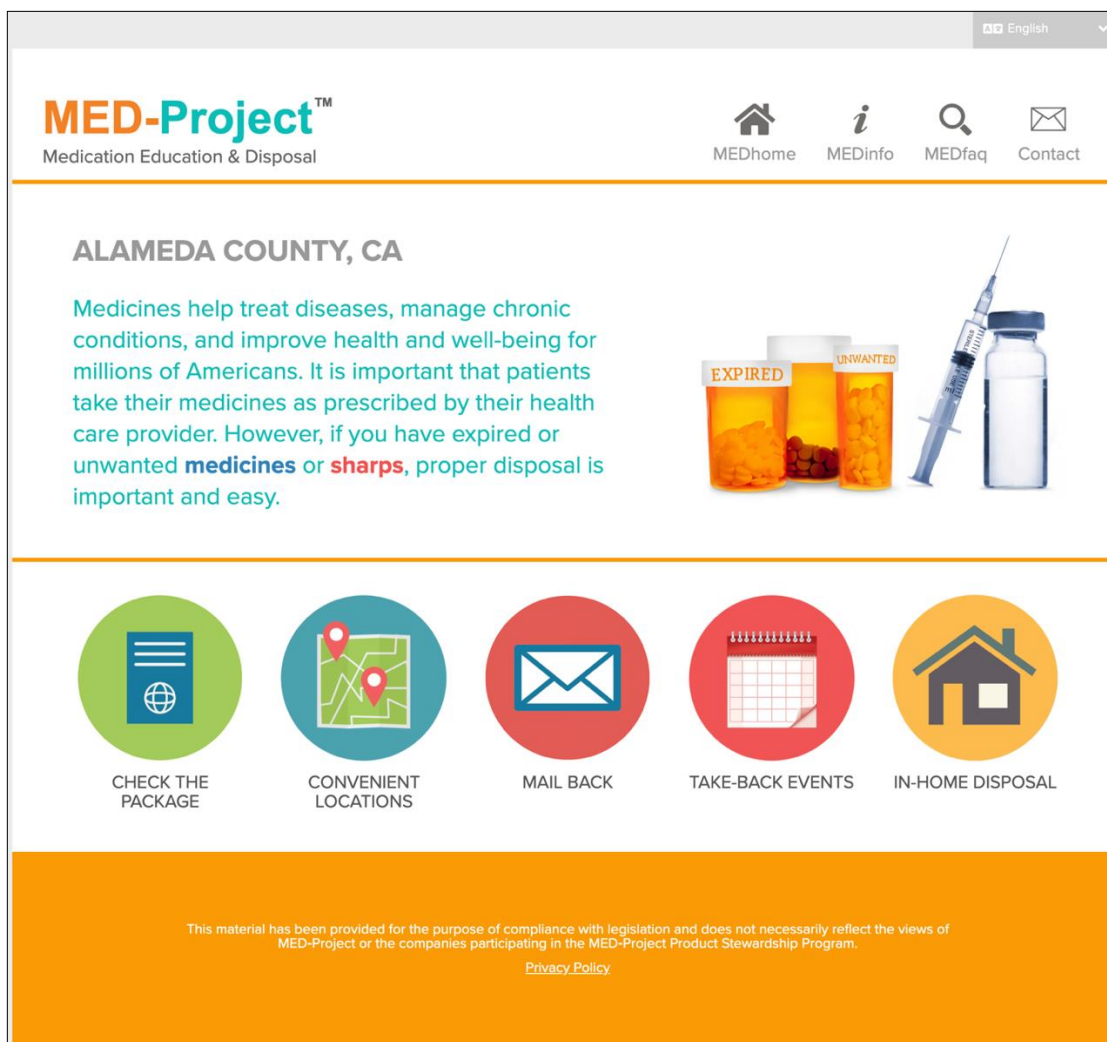 English
MED-Project™
Medication Education & Disposal
MEDhome
MEDinfo
MEDfaq
Contact
ALAMEDA COUNTY, CA
Medicines help treat diseases, manage chronic
conditions, and improve health and well-being for
millions of Americans. It is important that patients
take their medicines as prescribed by their health
care provider. However, if you have expired or
unwanted medicines or sharps, proper disposal is
important and easy.
EXPIRED
UNWANTED
CHECK THE
PACKAGE
CONVENIENT
LOCATIONS
MAIL BACK
TAKE-BACK EVENTS
IN-HOME DISPOSAL
This material has been provided for the purpose of compliance with legislation and does not necessarily reflect the views of
MED-Project or the companies participating in the MED-Project Product Stewardship Program.
Privacy Policy